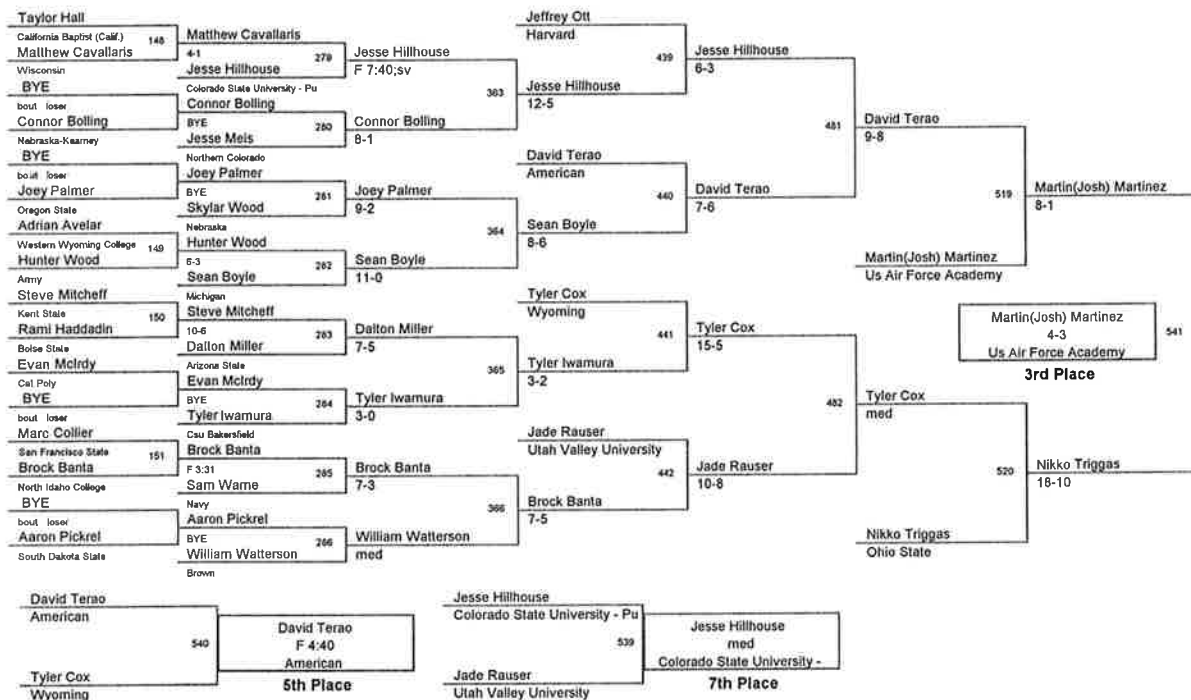 Taylor Hall
California Baptist (Calif.)
148
Matthew Cavallaris
Wisconsin
BYE
bout loser
Connor Bolling
Nebraska-Kearney
BYE
bout loser
Joey Palmer
Oregon State
Adrian Avelar
Western Wyoming College
149
Hunter Wood
Army
Steve Mitcheff
Kent State
150
Rami Haddadin
Boise State
Evan McIrdy
Cal Poly
BYE
bout loser
Marc Collier
San Francisco State
151
Brock Banta
North Idaho College
BYE
bout loser
Aaron Pickrel
South Dakota State
Matthew Cavallaris
4-1
279
Jesse Hillhouse
Colorado State University - Pu
Connor Bolling
BYE
280
Jesse Meis
Northern Colorado
Joey Palmer
BYE
281
Skylar Wood
Nebraska
Hunter Wood
282
Sean Boyle
Michigan
Steve Mitcheff
10-6
283
Dalton Miller
Arizona State
Evan McIrdy
BYE
284
Tyler Iwamura
Csu Bakersfield
Brock Banta
F 3:31
285
Sam Warne
Navy
Aaron Pickrel
BYE
286
William Watterson
Brown
Jesse Hillhouse
F 7:40;sv
363
Connor Bolling
8-1
Joey Palmer
9-2
364
Sean Boyle
11-0
Dalton Miller
7-5
365
Tyler Iwamura
3-0
Brock Banta
7-3
366
William Watterson
med
Jeffrey Ott
Harvard
439
Jesse Hillhouse
12-5
David Terao
American
440
Sean Boyle
8-6
Tyler Cox
Wyoming
441
Tyler Iwamura
3-2
Jade Rauser
Utah Valley University
442
Brock Banta
7-5
Jesse Hillhouse
6-3
481
David Terao
7-6
Tyler Cox
15-5
482
Jade Rauser
10-8
David Terao
9-8
519
Martin(Josh) Martinez
Us Air Force Academy
Tyler Cox
med
520
Nikko Triggas
Ohio State
Martin(Josh) Martinez
8-1
Martin(Josh) Martinez
4-3
541
Us Air Force Academy
3rd Place
Nikko Triggas
16-10
David Terao
American
540
Tyler Cox
Wyoming
David Terao
F 4:40
American
5th Place
Jesse Hillhouse
Colorado State University - Pu
539
Jade Rauser
Utah Valley University
Jesse Hillhouse
med
Colorado State University -
7th Place